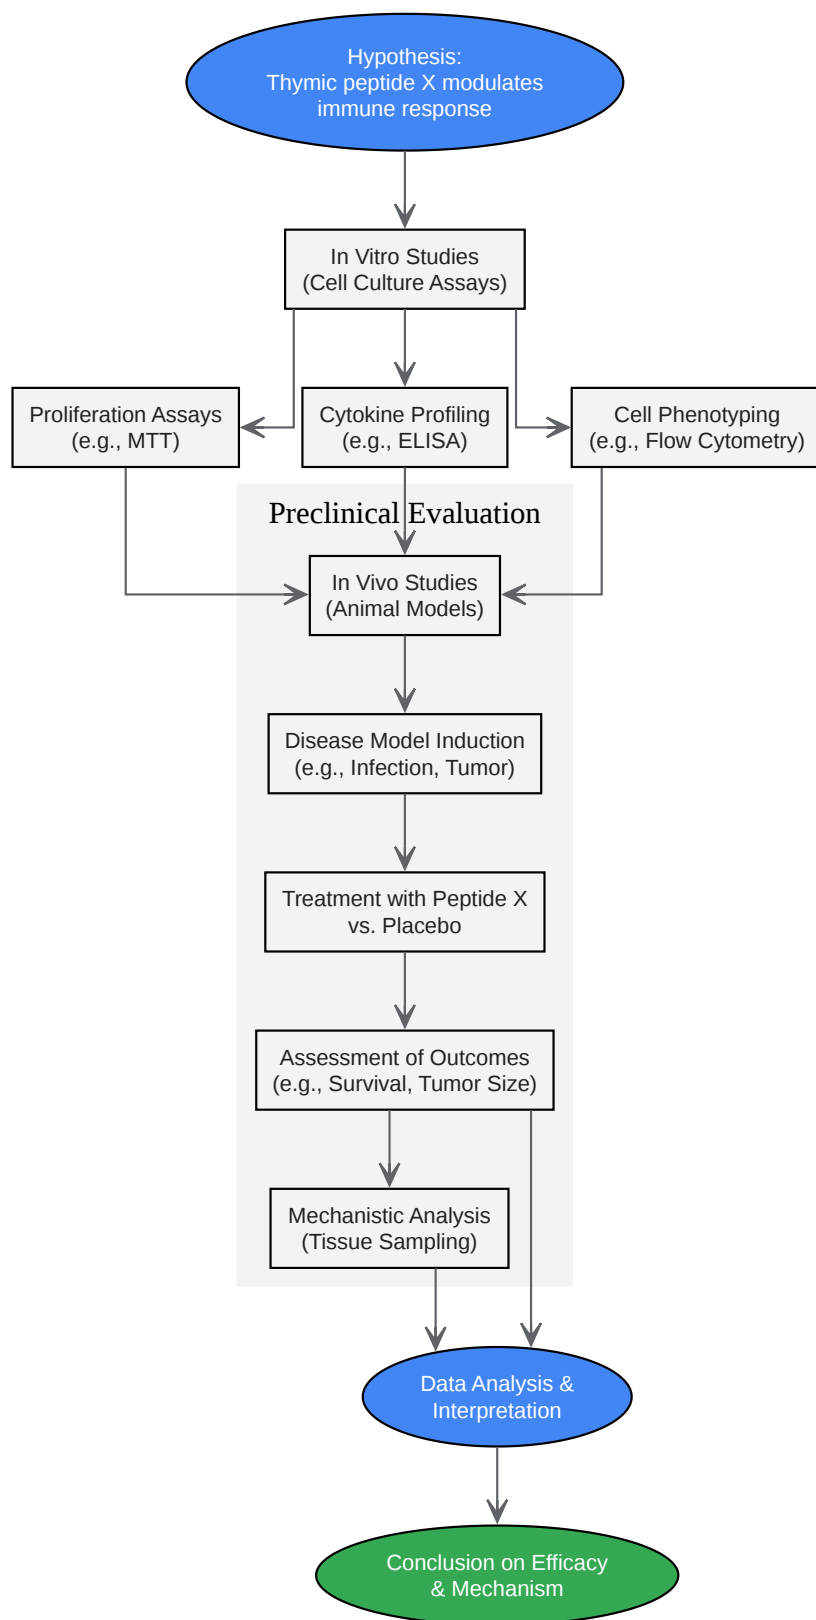 Hypothesis:
Thymic peptide X modulates
immune response
In Vitro Studies
(Cell Culture Assays)
Proliferation Assays
(e.g., MTT)
Cytokine Profiling
(e.g., ELISA)
Cell Phenotyping
(e.g., Flow Cytometry)
Preclinical Evaluation
In Vivo Studies
(Animal Models)
Disease Model Induction
(e.g., Infection, Tumor)
Treatment with Peptide X
vs. Placebo
Assessment of Outcomes
(e.g., Survival, Tumor Size)
Mechanistic Analysis
(Tissue Sampling)
Data Analysis &
Interpretation
Conclusion on Efficacy
& Mechanism